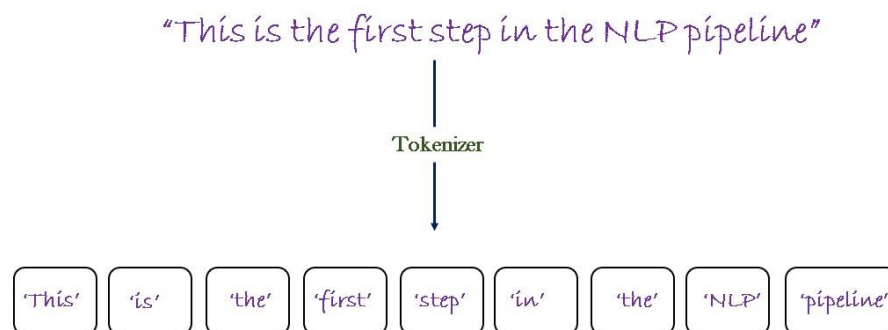 “This is the first step in the NLP pipeline”
Tokenizer
‘This’ ‘is’ ‘the’ ‘first’ ‘step’ ‘in’ ‘the’ ‘NLP’ ‘pipeline’